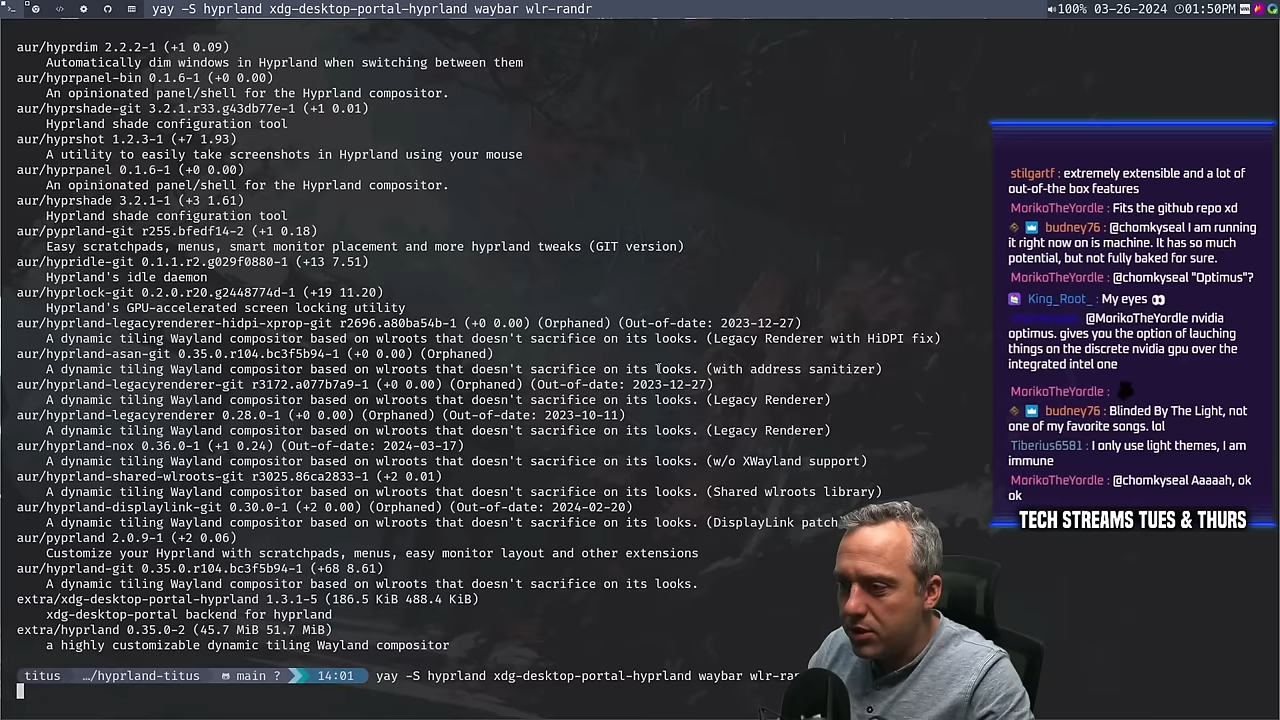 yay -S hyprland xdg-desktop-portal-hyprland waybar wlr-randr
100% 03-26-2024 01:50PM
aur/hyprdim 2.2.2-1 (+1 0.09)
Automatically dim windows in Hyprland when switching between them
aur/hyprpanel-bin 0.1.6-1 (+0 0.00)
An opinionated panel/shell for the Hyprland compositor.
aur/hyprshade-git 3.2.1.r33.g43db77e-1 (+1 0.01)
Hyprland shade configuration tool
aur/hyprshot 1.2.3-1 (+7 1.93)
A utility to easily take screenshots in Hyprland using your mouse
aur/hyprpanel 0.1.6-1 (+0 0.00)
An opinionated panel/shell for the Hyprland compositor.
aur/hyprshade 3.2.1-1 (+3 1.61)
Hyprland shade configuration tool
aur/pyprland-git r255.bfedf14-2 (+1 0.18)
Easy scratchpads, menus, smart monitor placement and more hyprland tweaks (GIT version)
aur/hypridle-git 0.1.1.r2.g029f0880-1 (+13 7.51)
Hyprland's idle daemon
aur/hyprlock-git 0.2.0.r20.g2448774d-1 (+19 11.20)
Hyprland's GPU-accelerated screen locking utility
aur/hyprland-legacyrenderer-hidpi-xprop-git r2696.a80ba54b-1 (+0 0.00) (Orphaned) (Out-of-date: 2023-12-27)
A dynamic tiling Wayland compositor based on wlroots that doesn't sacrifice on its looks. (Legacy Renderer with HiDPI fix)
aur/hyprland-asan-git 0.35.0.r104.bc3f5b94-1 (+0 0.00) (Orphaned)
A dynamic tiling Wayland compositor based on wlroots that doesn't sacrifice on its looks. (with address sanitizer)
aur/hyprland-legacyrenderer-git r3172.a077b7a9-1 (+0 0.00) (Orphaned) (Out-of-date: 2023-12-27)
A dynamic tiling Wayland compositor based on wlroots that doesn't sacrifice on its looks. (Legacy Renderer)
aur/hyprland-legacyrenderer 0.28.0-1 (+0 0.00) (Orphaned) (Out-of-date: 2023-10-11)
A dynamic tiling Wayland compositor based on wlroots that doesn't sacrifice on its looks. (Legacy Renderer)
aur/hyprland-nox 0.36.0-1 (+1 0.24) (Out-of-date: 2024-03-17)
A dynamic tiling Wayland compositor based on wlroots that doesn't sacrifice on its looks. (w/o XWayland support)
aur/hyprland-shared-wlroots-git r3025.86ca2833-1 (+2 0.01)
A dynamic tiling Wayland compositor based on wlroots that doesn't sacrifice on its looks. (Shared wlroots library)
aur/hyprland-displaylink-git 0.30.0-1 (+2 0.00) (Orphaned) (Out-of-date: 2024-02-20)
A dynamic tiling Wayland compositor based on wlroots that doesn't sacrifice on its looks. (DisplayLink patch
aur/pyprland 2.0.9-1 (+2 0.06)
Customize your Hyprland with scratchpads, menus, easy monitor layout and other extensions
aur/hyprland-git 0.35.0.r104.bc3f5b94-1 (+68 8.61)
A dynamic tiling Wayland compositor based on wlroots that doesn't sacrifice on its looks.
extra/xdg-desktop-portal-hyprland 1.3.1-5 (186.5 KiB 488.4 KiB)
xdg-desktop-portal backend for hyprland
extra/hyprland 0.35.0-2 (45.7 MiB 51.7 MiB)
a highly customizable dynamic tiling Wayland compositor
titus …/hyprland-titus main ? 14:01 yay -S hyprland xdg-desktop-portal-hyprland waybar wlr-ra
stilgartf : extremely extensible and a lot of
out-of-the box features
MorikoTheYordle : Fits the github repo xd
budney76 : @chomkyseal I am running
it right now on is machine. It has so much
potential, but not fully baked for sure.
MorikoTheYordle : @chomkyseal "Optimus"?
King_Root_ : My eyes 👀
@MorikoTheYordle nvidia
optimus. gives you the option of lauching
things on the discrete nvidia gpu over the
integrated intel one
MorikoTheYordle :
budney76 : Blinded By The Light, not
one of my favorite songs. lol
Tiberius6581 : I only use light themes, I am
immune
MorikoTheYordle : @chomkyseal Aaaaah, ok
ok
TECH STREAMS TUES & THURS